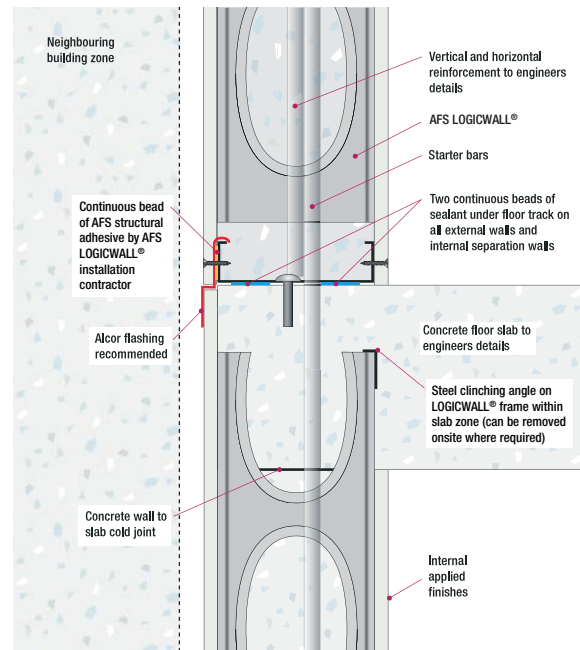 Neighbouring
building zone
Vertical and horizontal
reinforcement to engineers
details
AFS LOGICWALL®
Starter bars
Continuous bead
of AFS structural
adhesive by AFS
LOGICWALL®
installation
contractor
Two continuous beads of
sealant under floor track on
all external walls and
internal separation walls
Alcor flashing
recommended
Concrete floor slab to
engineers details
Steel clinching angle on
LOGICWALL® frame within
slab zone (can be removed
onsite where required)
Concrete wall to
slab cold joint
Internal
applied
finishes